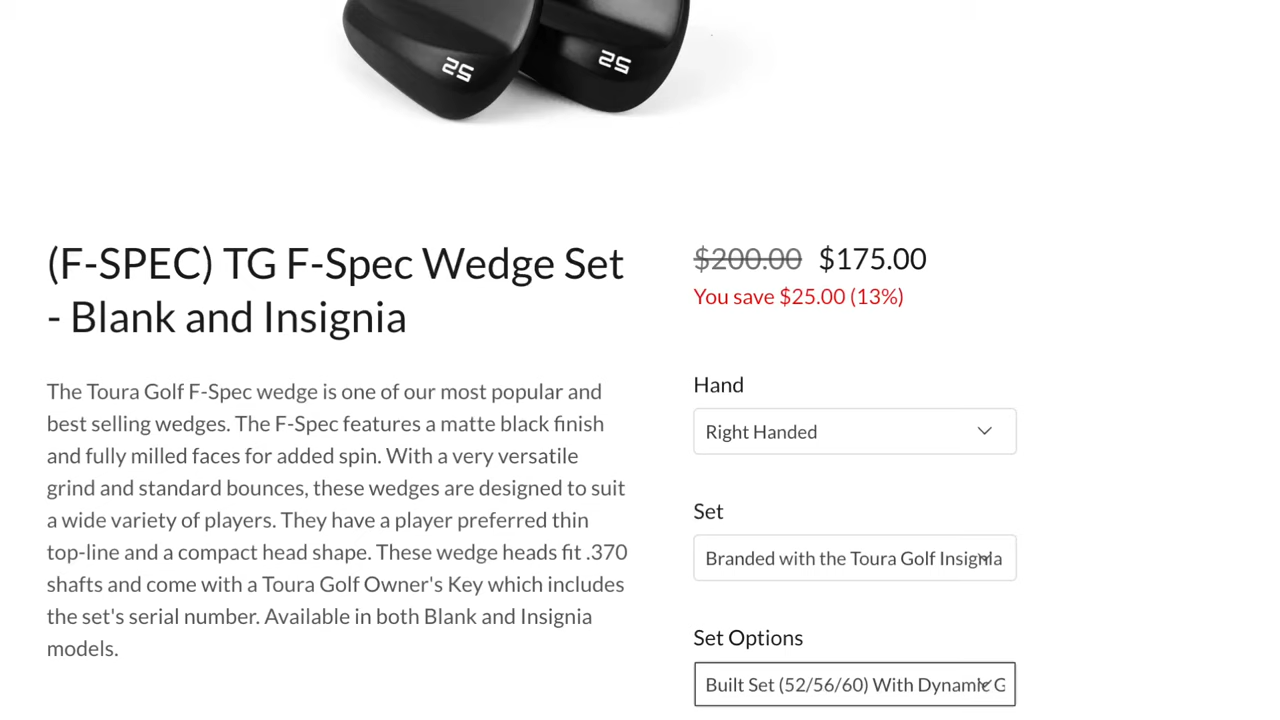 52
52
(F-SPEC) TG F-Spec Wedge Set
- Blank and Insignia
The Toura Golf F-Spec wedge is one of our most popular and
best selling wedges. The F-Spec features a matte black finish
and fully milled faces for added spin. With a very versatile
grind and standard bounces, these wedges are designed to suit
a wide variety of players. They have a player preferred thin
top-line and a compact head shape. These wedge heads fit .370
shafts and come with a Toura Golf Owner's Key which includes
the set's serial number. Available in both Blank and Insignia
models.
$200.00 $175.00
You save $25.00 (13%)
Hand
Right Handed
Set
Branded with the Toura Golf Insignia
Set Options
Built Set (52/56/60) With Dynamic G